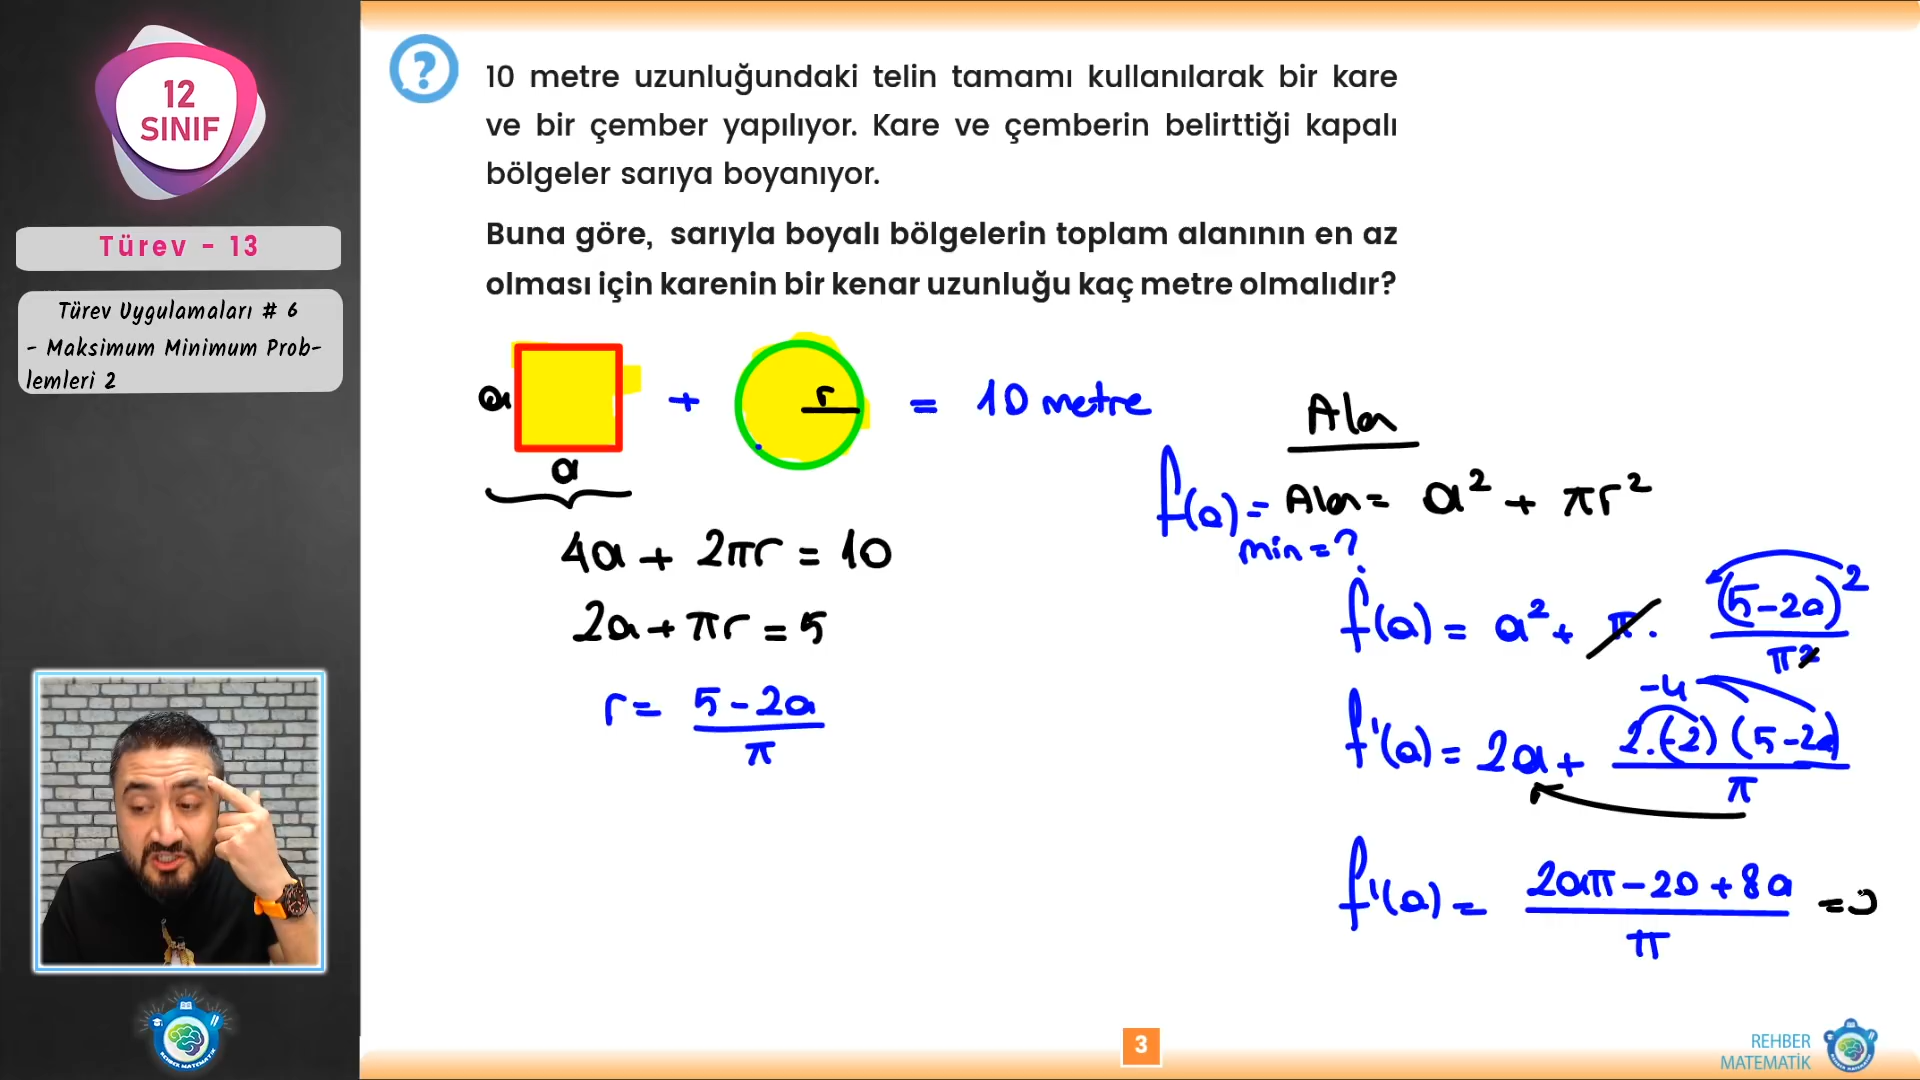 12
SINIF
Türev - 13
Türev Uygulamaları # 6
- Maksimum Minimum Prob-
lemleri 2
?
10 metre uzunluğundaki telin tamamı kullanılarak bir kare
ve bir çember yapılıyor. Kare ve çemberin belirttiği kapalı
bölgeler sarıya boyanıyor.
Buna göre, sarıyla boyalı bölgelerin toplam alanının en az
olması için karenin bir kenar uzunluğu kaç metre olmalıdır?
a + r = 10 metre
a
4a + 2πr = 10
2a + πr = 5
r = (5 - 2a) / π
Alan
f(a) = Alan = a² + πr²
min = ?
f(a) = a² + π . (5-2a)² / π²
-4
f'(a) = 2a + 2.(-2)(5-2a) / π
f'(a) = (2aπ - 20 + 8a) / π = 0
3
REHBER
MATEMATİK
REHBER MATEMATİK